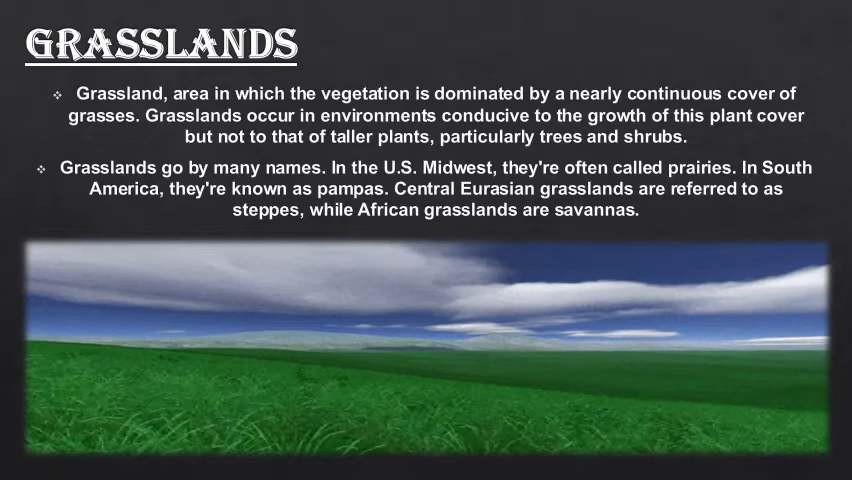 GRASSLANDS
❖ Grassland, area in which the vegetation is dominated by a nearly continuous cover of
grasses. Grasslands occur in environments conducive to the growth of this plant cover
but not to that of taller plants, particularly trees and shrubs.
❖ Grasslands go by many names. In the U.S. Midwest, they're often called prairies. In South
America, they're known as pampas. Central Eurasian grasslands are referred to as
steppes, while African grasslands are savannas.